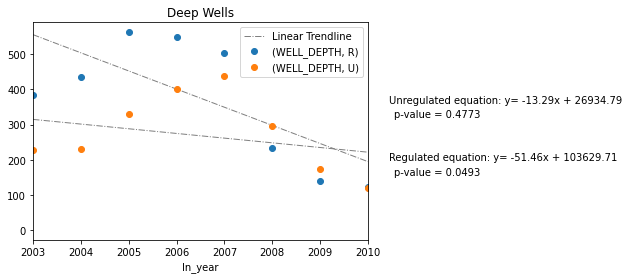 Deep Wells
Linear Trendline
(WELL_DEPTH, R)
(WELL_DEPTH, U)
500
400
300
200
100
0
2003 2004 2005 2006 2007 2008 2009 2010
In_year
Unregulated equation: y= -13.29x + 26934.79
p-value = 0.4773
Regulated equation: y= -51.46x + 103629.71
p-value = 0.0493